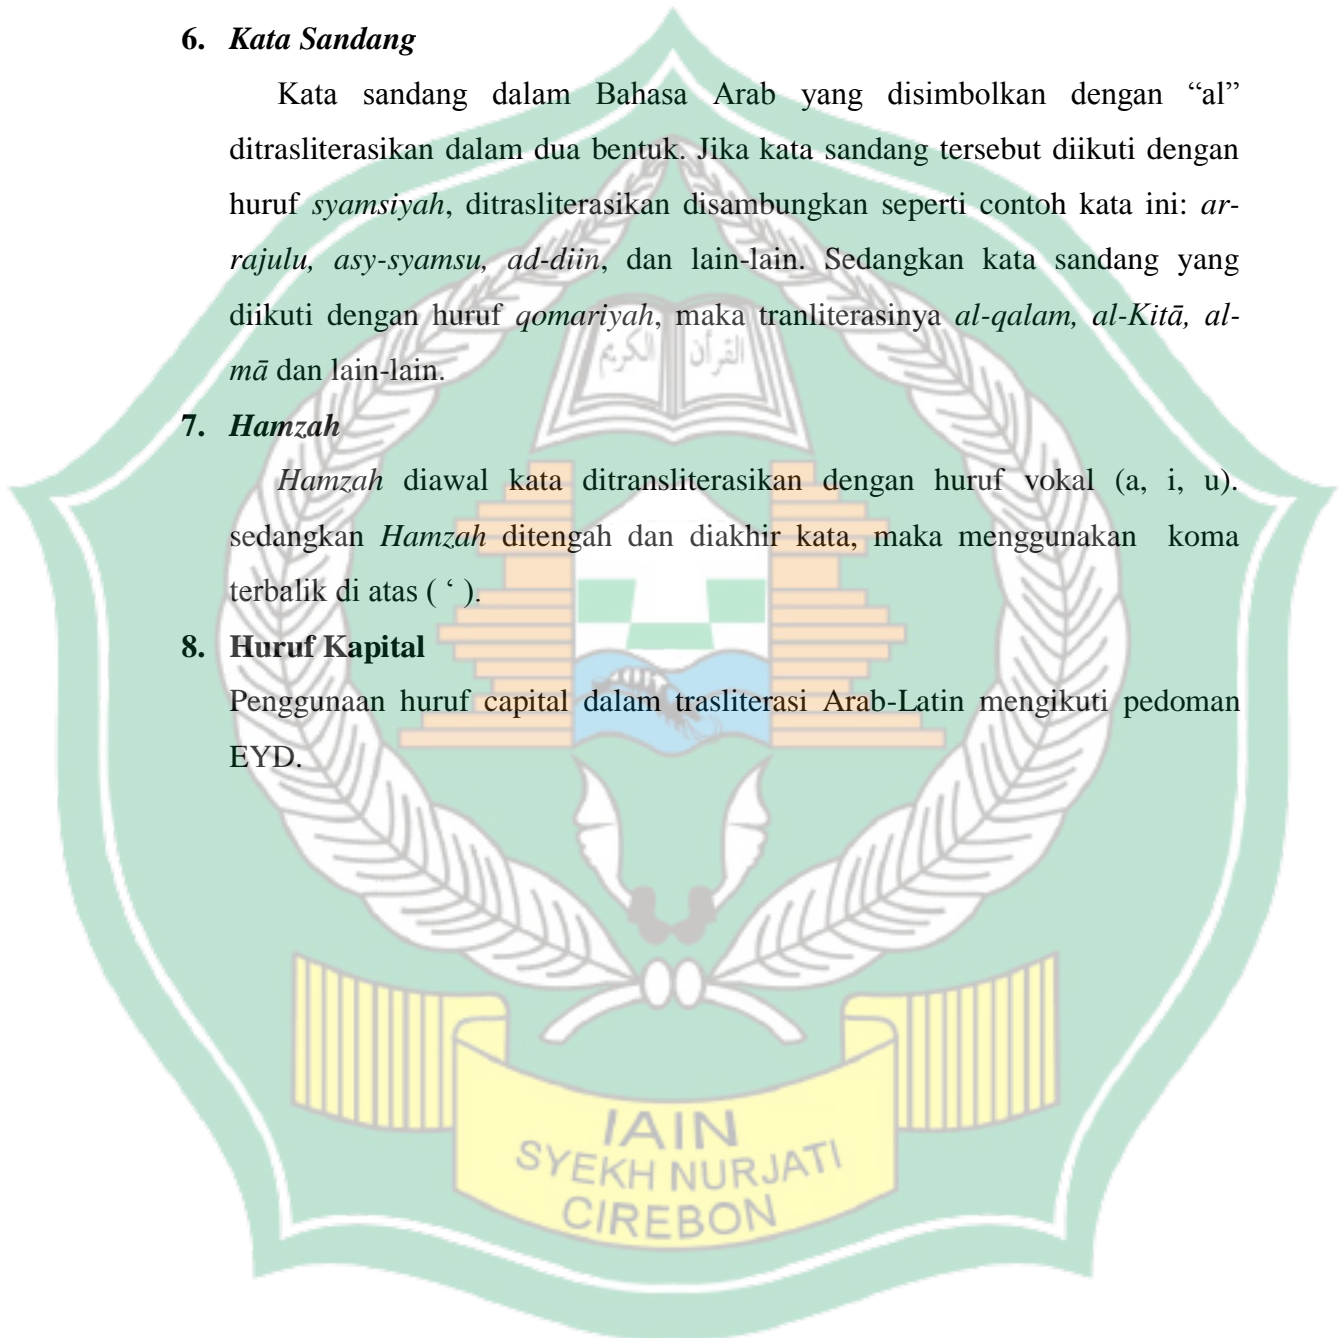 6. Kata Sandang
Kata sandang dalam Bahasa Arab yang disimbolkan dengan “al”
ditrasliterasikan dalam dua bentuk. Jika kata sandang tersebut diikuti dengan
huruf syamsiyah, ditrasliterasikan disambungkan seperti contoh kata ini: ar-
rajulu, asy-syamsu, ad-diin, dan lain-lain. Sedangkan kata sandang yang
diikuti dengan huruf qomariyah, maka tranliterasinya al-qalam, al-Kitā, al-
mā dan lain-lain.
القرآن الكريم
7. Hamzah
Hamzah diawal kata ditransliterasikan dengan huruf vokal (a, i, u).
sedangkan Hamzah ditengah dan diakhir kata, maka menggunakan koma
terbalik di atas ( ‘ ).
8. Huruf Kapital
Penggunaan huruf capital dalam trasliterasi Arab-Latin mengikuti pedoman
EYD.
IAIN
SYEKH NURJATI
CIREBON